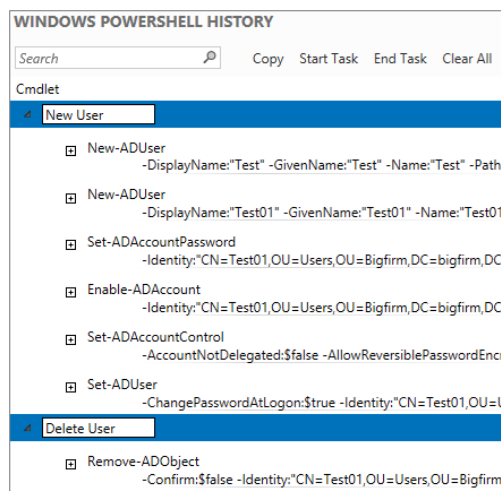 WINDOWS POWERSHELL HISTORY
Search Copy Start Task End Task Clear All
Cmdlet
New User
New-ADUser
-DisplayName:"Test" -GivenName:"Test" -Name:"Test" -Path
New-ADUser
-DisplayName:"Test01" -GivenName:"Test01" -Name:"Test01
Set-ADAccountPassword
-Identity:"CN=Test01,OU=Users,OU=Bigfirm,DC=bigfirm,DC
Enable-ADAccount
-Identity:"CN=Test01,OU=Users,OU=Bigfirm,DC=bigfirm,DC
Set-ADAccountControl
-AccountNotDelegated:$false -AllowReversiblePasswordEncr
Set-ADUser
-ChangePasswordAtLogon:$true -Identity:"CN=Test01,OU=U
Delete User
Remove-ADObject
-Confirm:$false -Identity:"CN=Test01,OU=Users,OU=Bigfirm